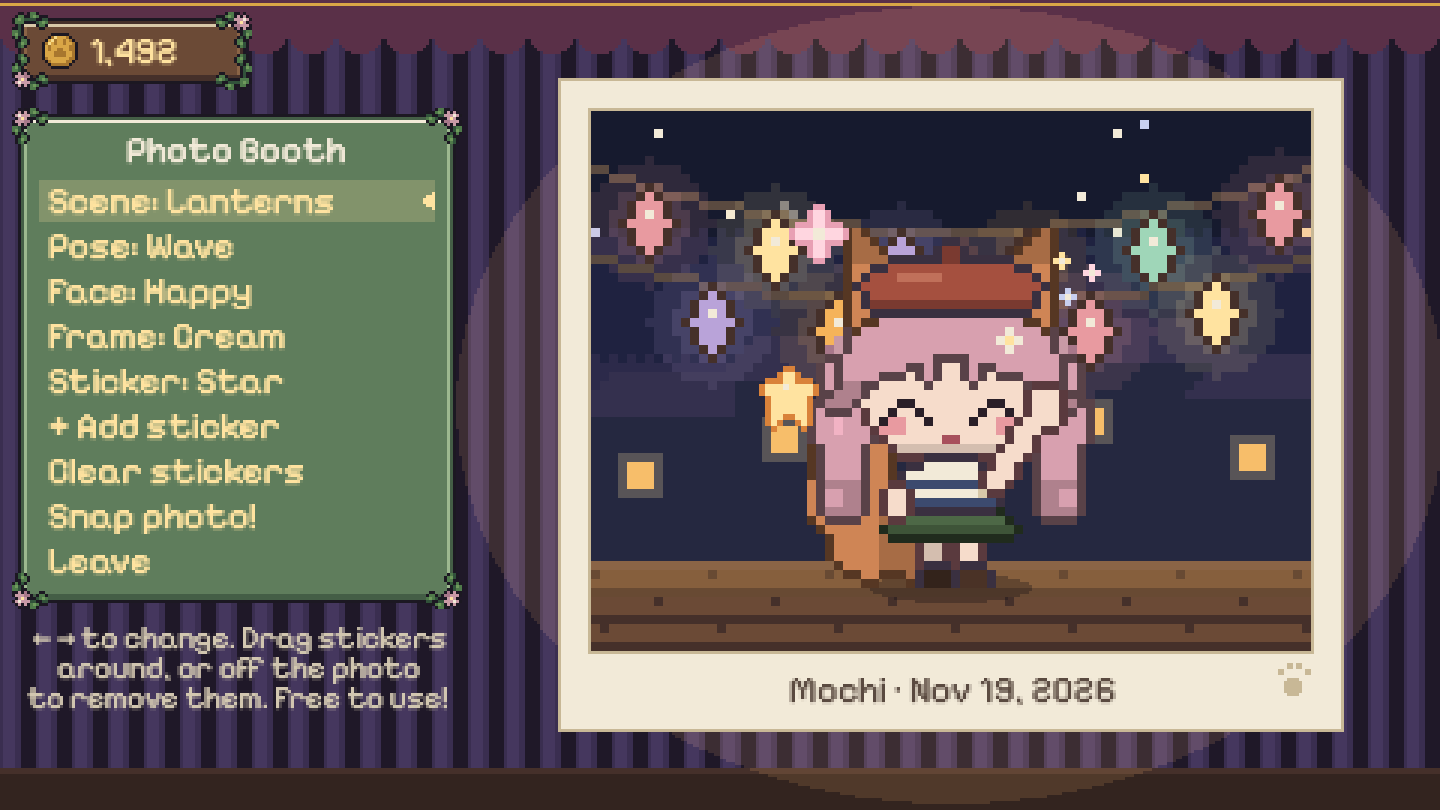 1,492
Photo Booth
Scene: Lanterns
Pose: Wave
Face: Happy
Frame: Cream
Sticker: Star
+ Add sticker
Clear stickers
Snap photo!
Leave
←→ to change. Drag stickers
around, or off the photo
to remove them. Free to use!
Mochi · Nov 19, 2026